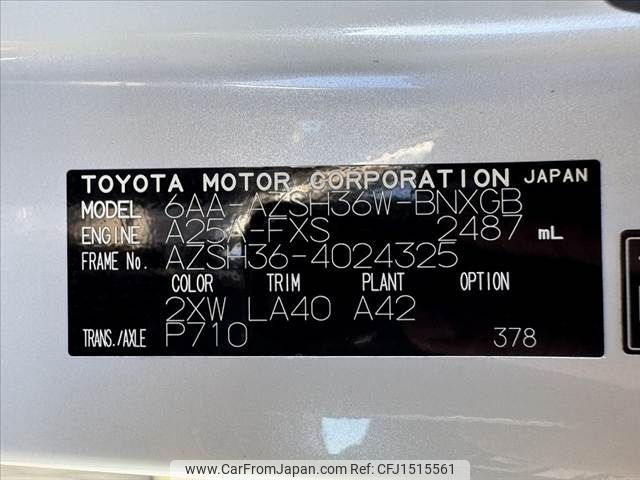 TOYOTA MOTOR CORPORATION JAPAN
MODEL 6AA-AZSH36W-BNXGB
ENGINE A25A-FXS 2487 mL
FRAME No. AZSH36-4024325
COLOR TRIM PLANT OPTION
2XW LA40 A42
TRANS./AXLE P710 378
www.CarFromJapan.com - CFJ1515561